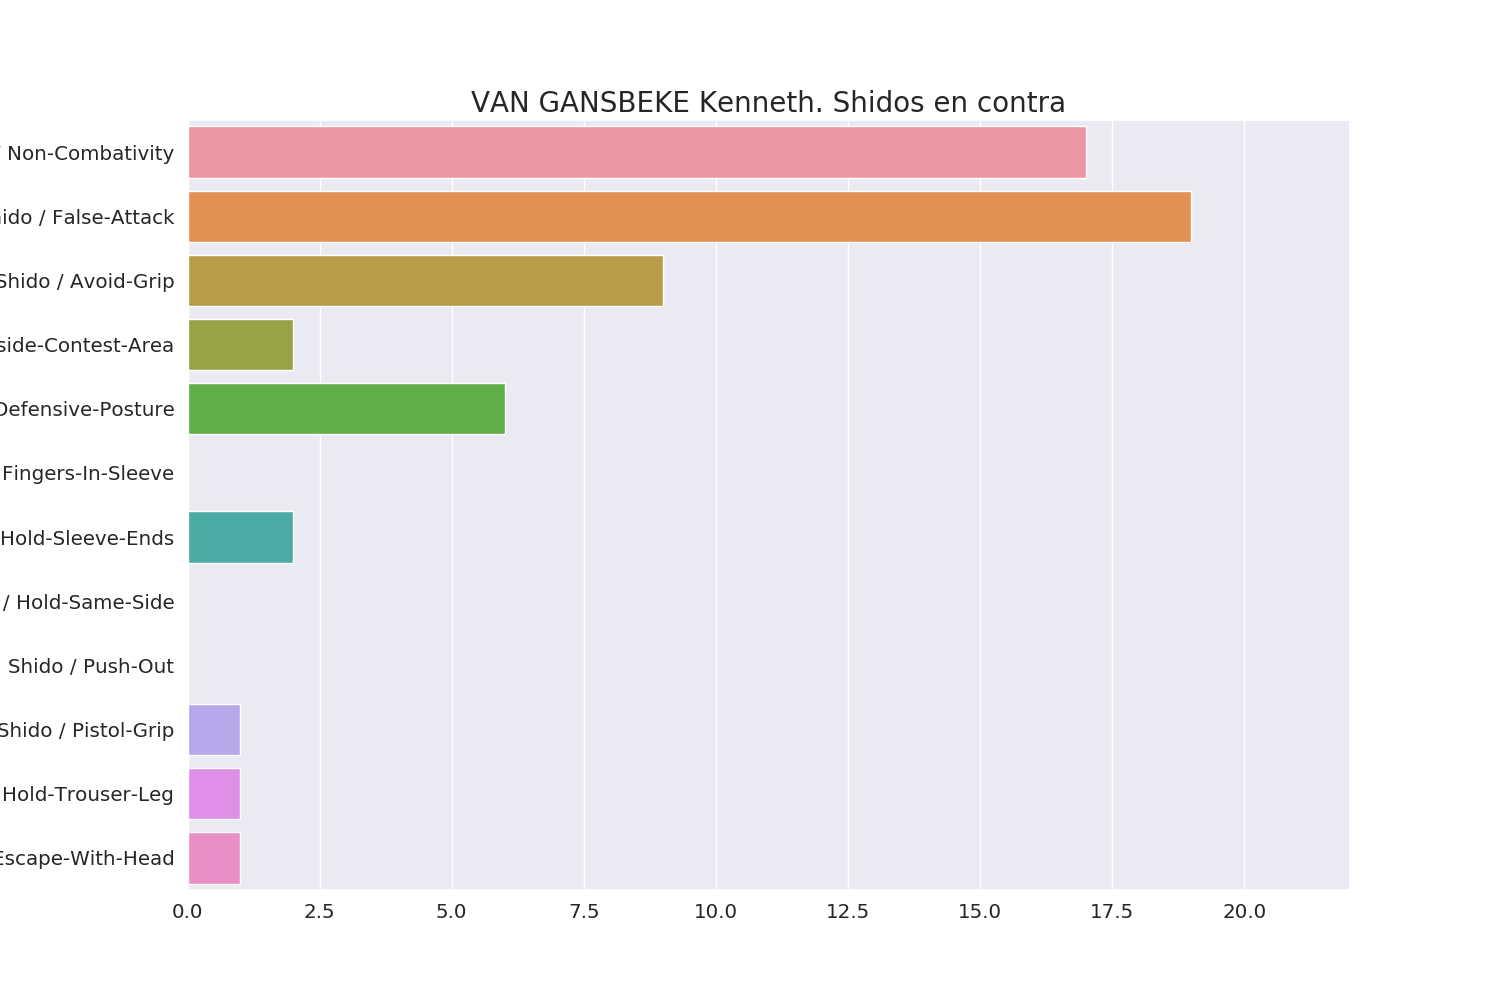 VAN GANSBEKE Kenneth. Shidos en contra
/ Non-Combativity
ido / False-Attack
Shido / Avoid-Grip
side-Contest-Area
Defensive-Posture
Fingers-In-Sleeve
Hold-Sleeve-Ends
/ Hold-Same-Side
Shido / Push-Out
Shido / Pistol-Grip
Hold-Trouser-Leg
Escape-With-Head
0.0 2.5 5.0 7.5 10.0 12.5 15.0 17.5 20.0